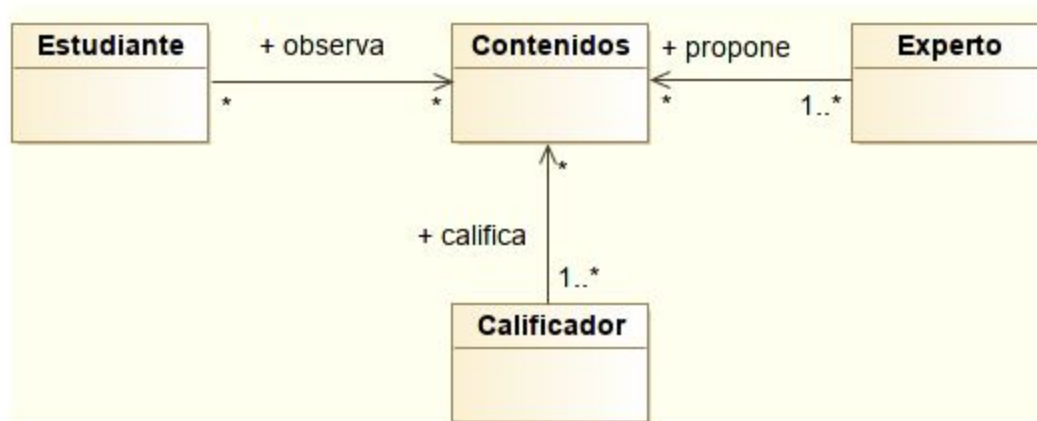 Estudiante
+ observa
*
*
Contenidos
+ propone
*
1..*
Experto
*
+ califica
1..*
Calificador